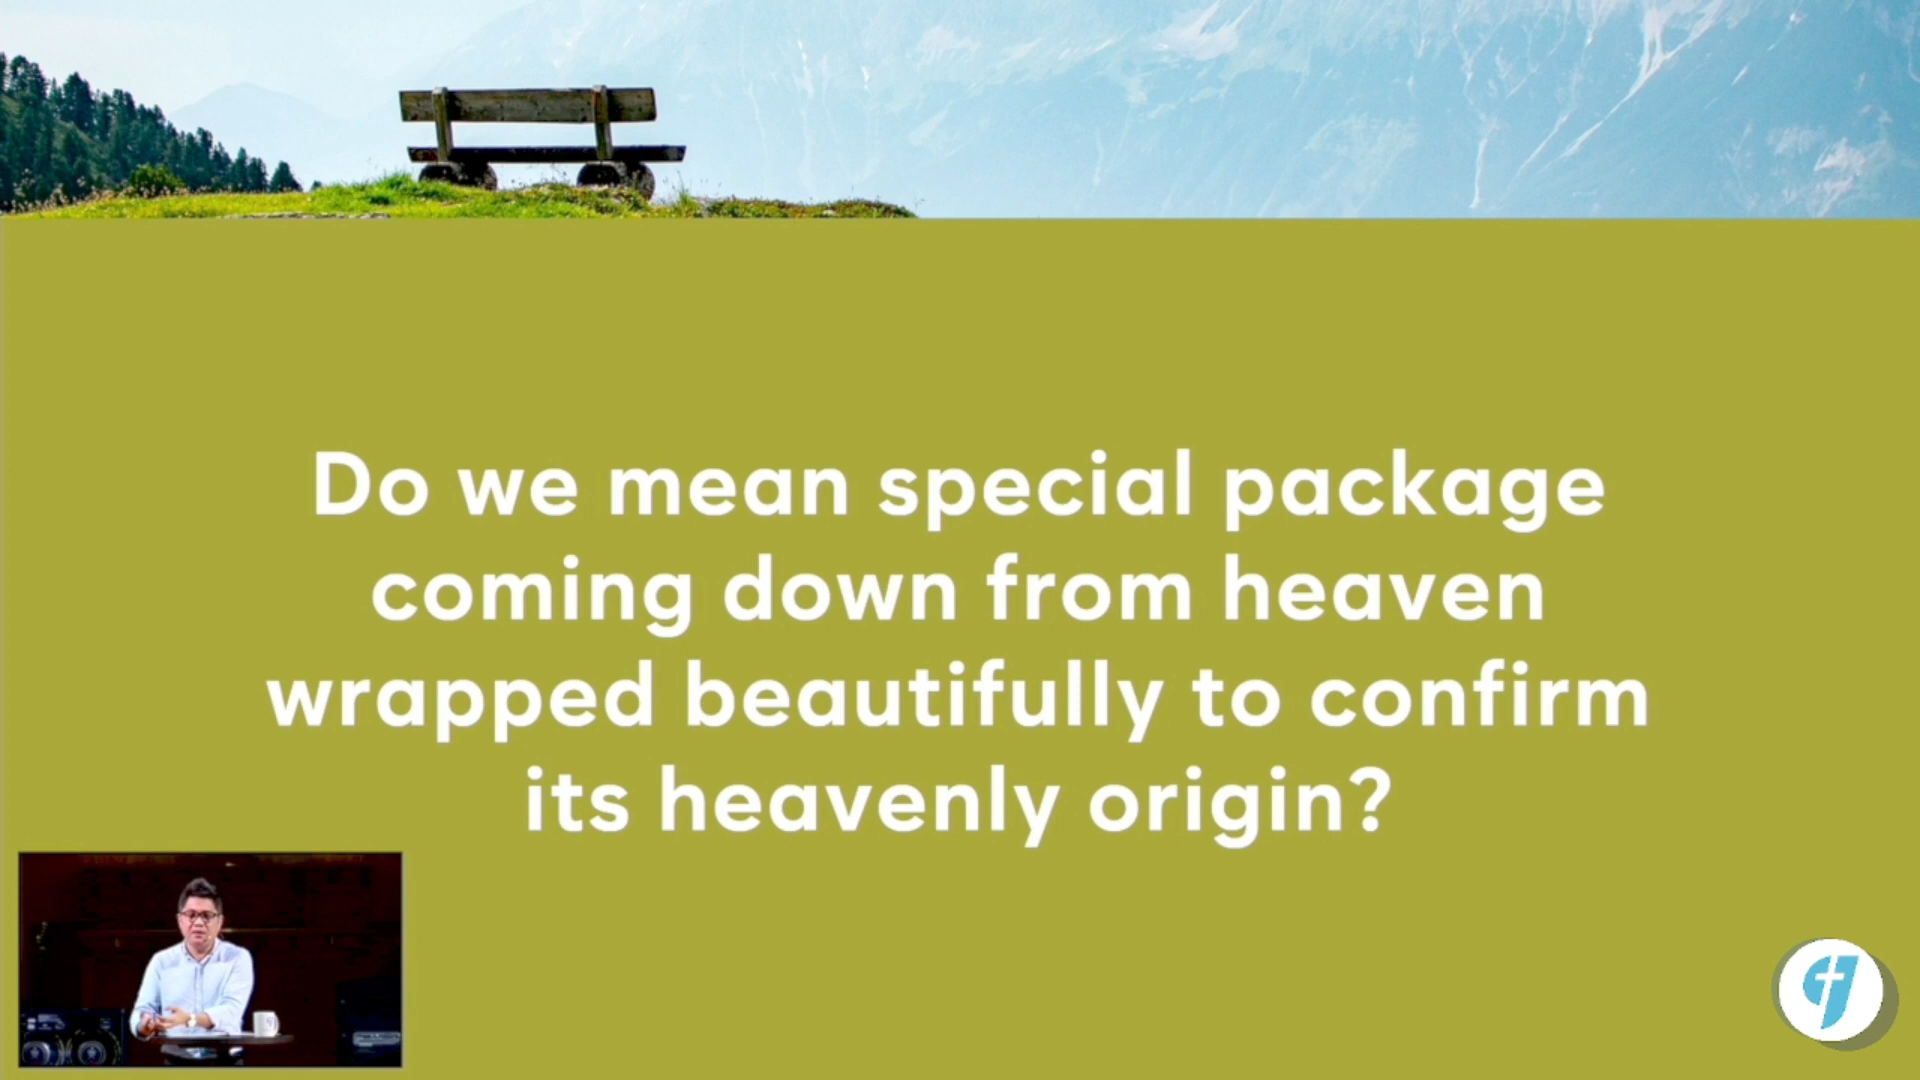 Do we mean special package
coming down from heaven
wrapped beautifully to confirm
its heavenly origin?